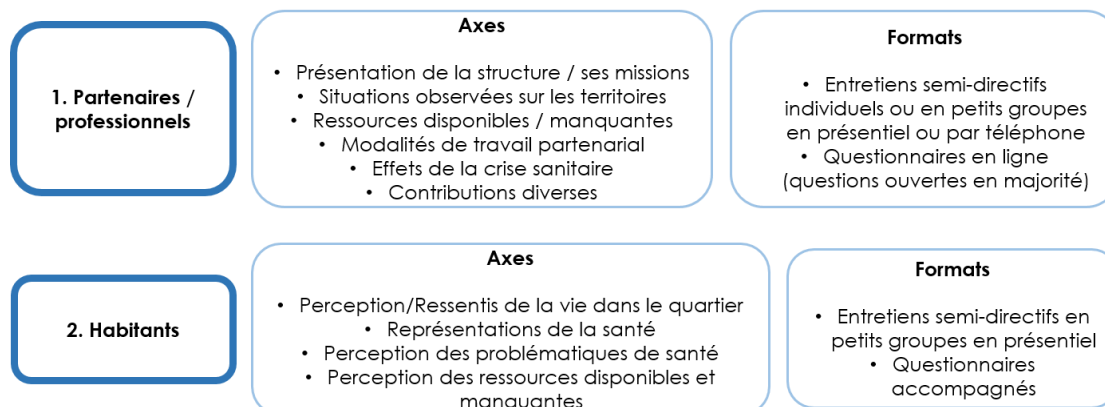 1. Partenaires /
professionnels
Axes
• Présentation de la structure / ses missions
• Situations observées sur les territoires
• Ressources disponibles / manquantes
• Modalités de travail partenarial
• Effets de la crise sanitaire
• Contributions diverses
Formats
• Entretiens semi-directifs
individuels ou en petits groupes
en présentiel ou par téléphone
• Questionnaires en ligne
(questions ouvertes en majorité)
2. Habitants
Axes
• Perception/Ressentis de la vie dans le quartier
• Représentations de la santé
• Perception des problématiques de santé
• Perception des ressources disponibles et
manquantes
Formats
• Entretiens semi-directifs en
petits groupes en présentiel
• Questionnaires
accompagnés